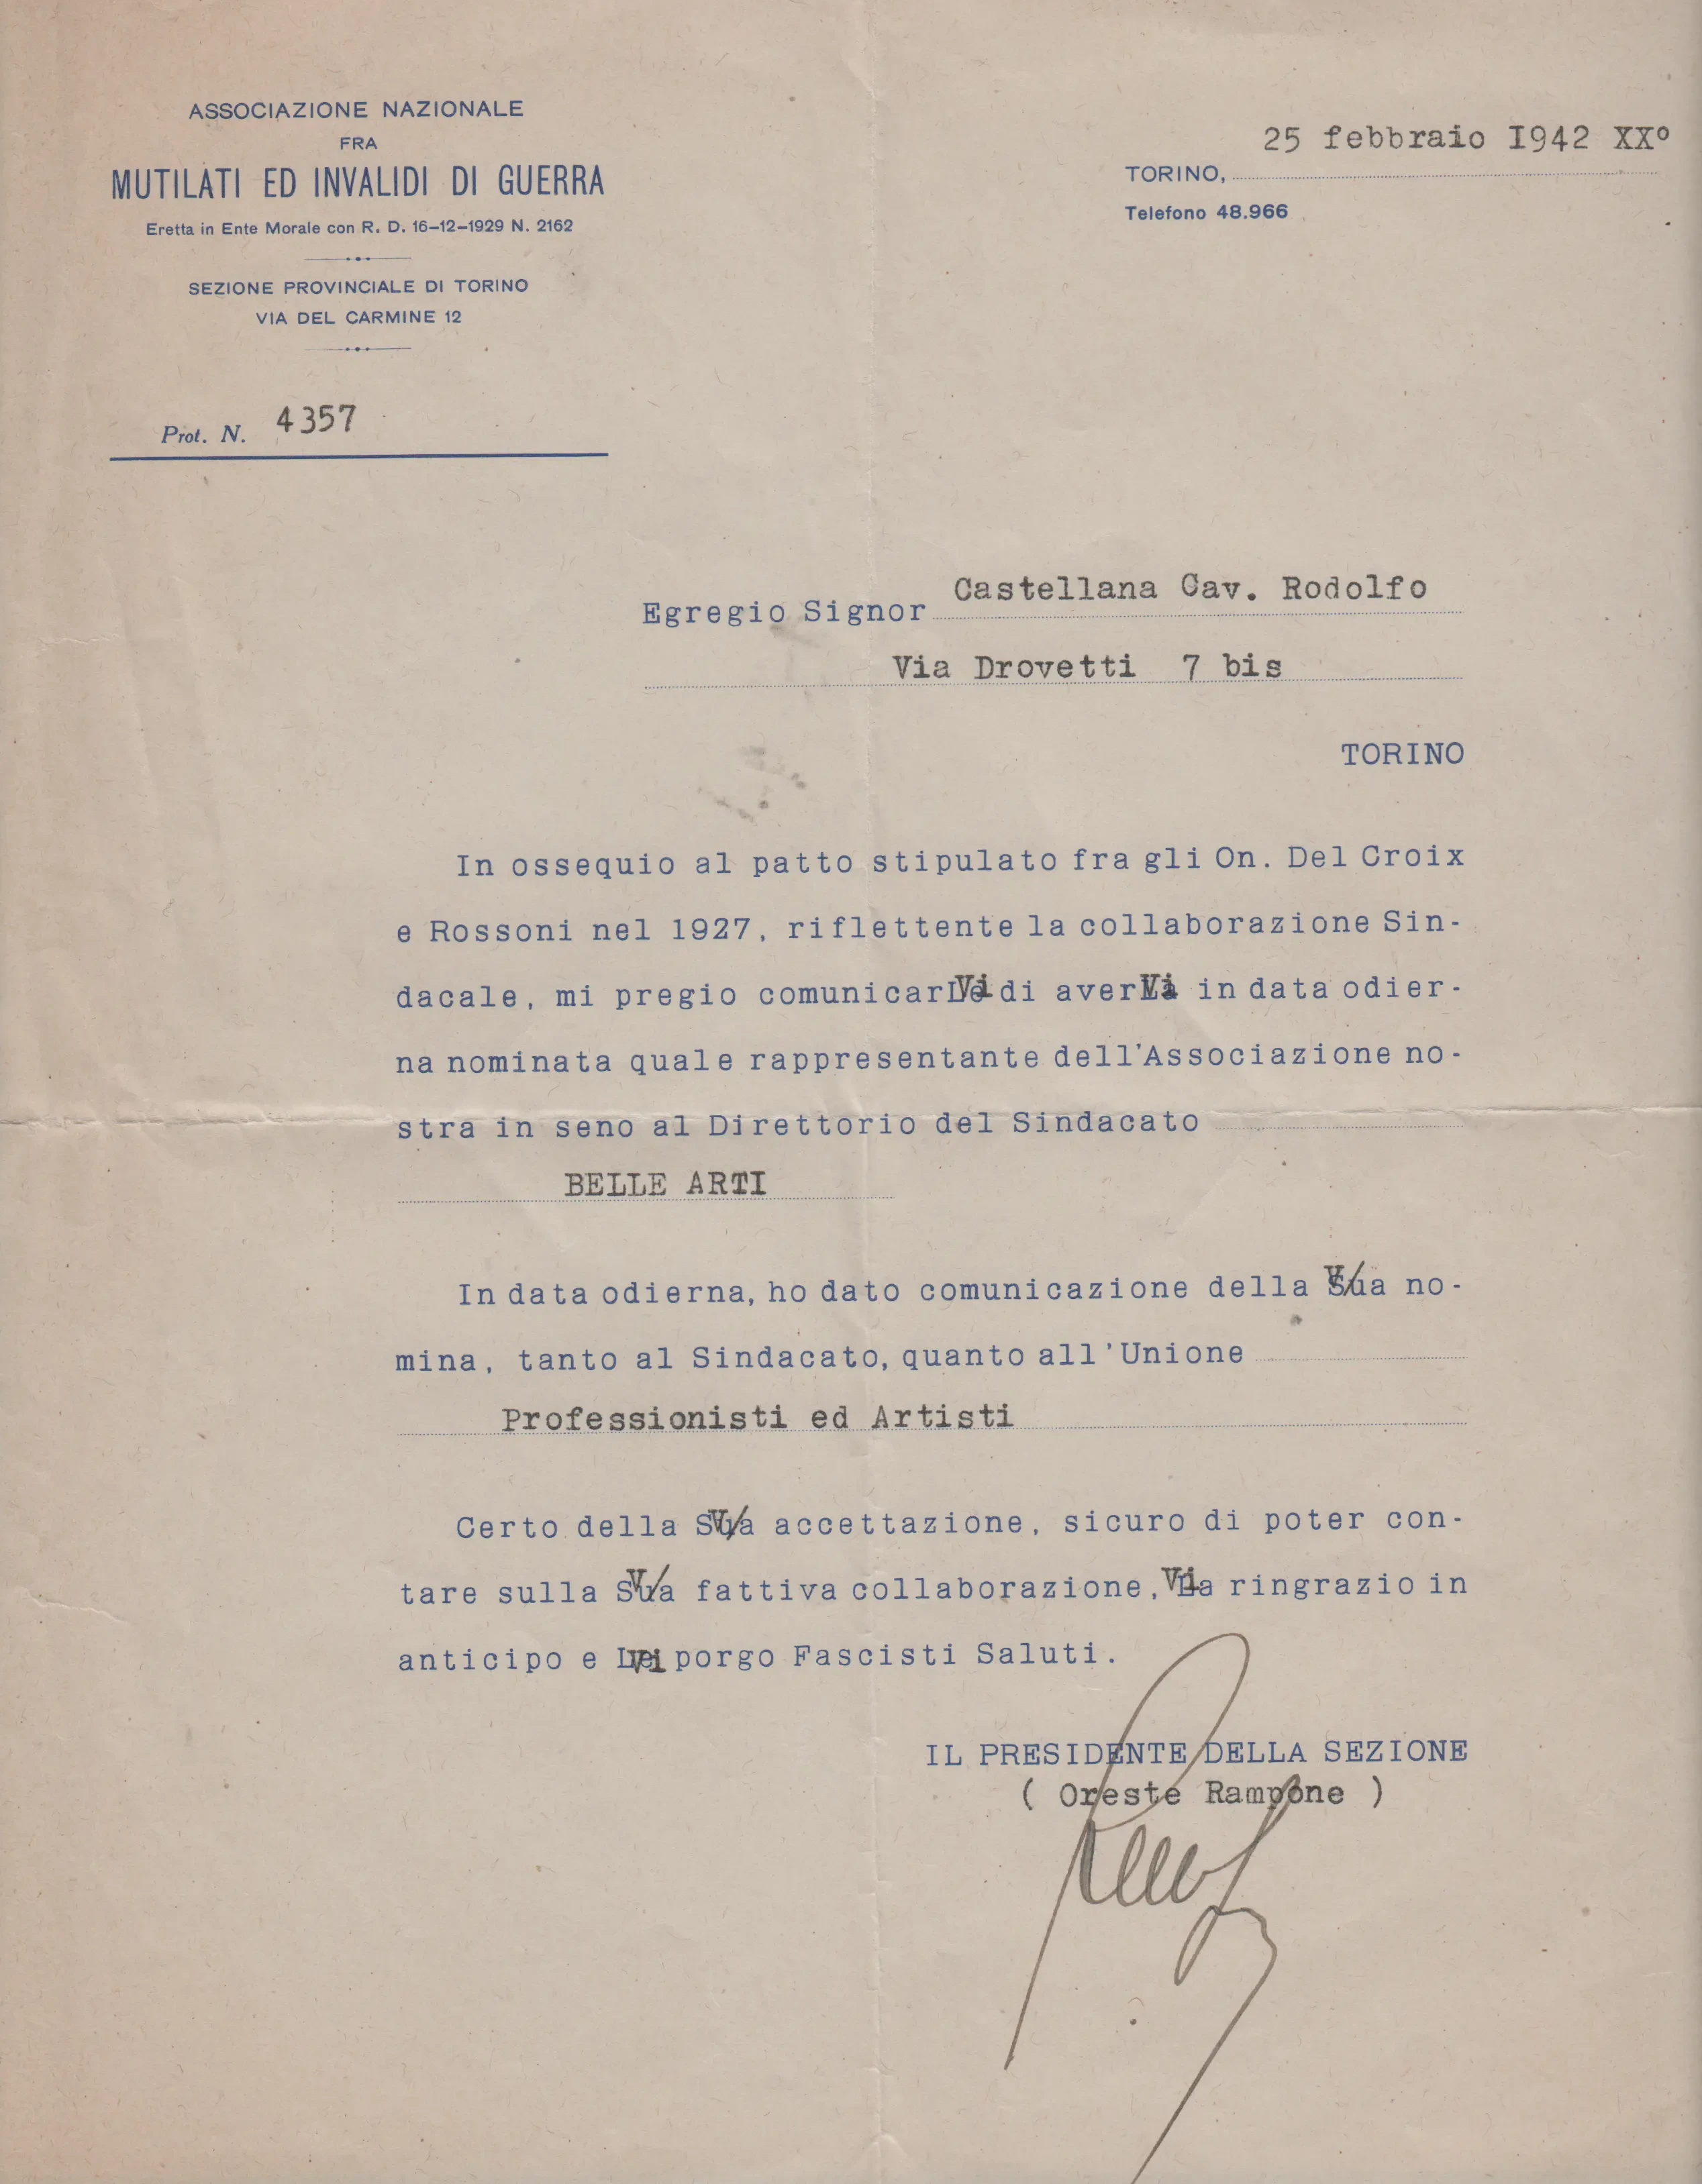 ASSOCIAZIONE NAZIONALE
FRA
MUTILATI ED INVALIDI DI GUERRA
Eretta in Ente Morale con R. D. 16-12-1929 N. 2162
SEZIONE PROVINCIALE DI TORINO
VIA DEL CARMINE 12
Prot. N. 4357
25 febbraio I942 XX°
TORINO,
Telefono 48.966
Egregio Signor Castellana Cav. Rodolfo
Via Drovetti 7 bis
TORINO
In ossequio al patto stipulato fra gli On. Del Croix
e Rossoni nel 1927, riflettente la collaborazione Sin-
dacale, mi pregio comunicarVi di averVi in data odier-
na nominata quale rappresentante dell'Associazione no-
stra in seno al Direttorio del Sindacato
BELLE ARTI
In data odierna, ho dato comunicazione della V/ no-
mina, tanto al Sindacato, quanto all'Unione
Professionisti ed Artisti
Certo della V/ accettazione, sicuro di poter con-
tare sulla V/ fattiva collaborazione, Vi ringrazio in
anticipo e Vi porgo Fascisti Saluti.
IL PRESIDENTE DELLA SEZIONE
( Oreste Rampone )